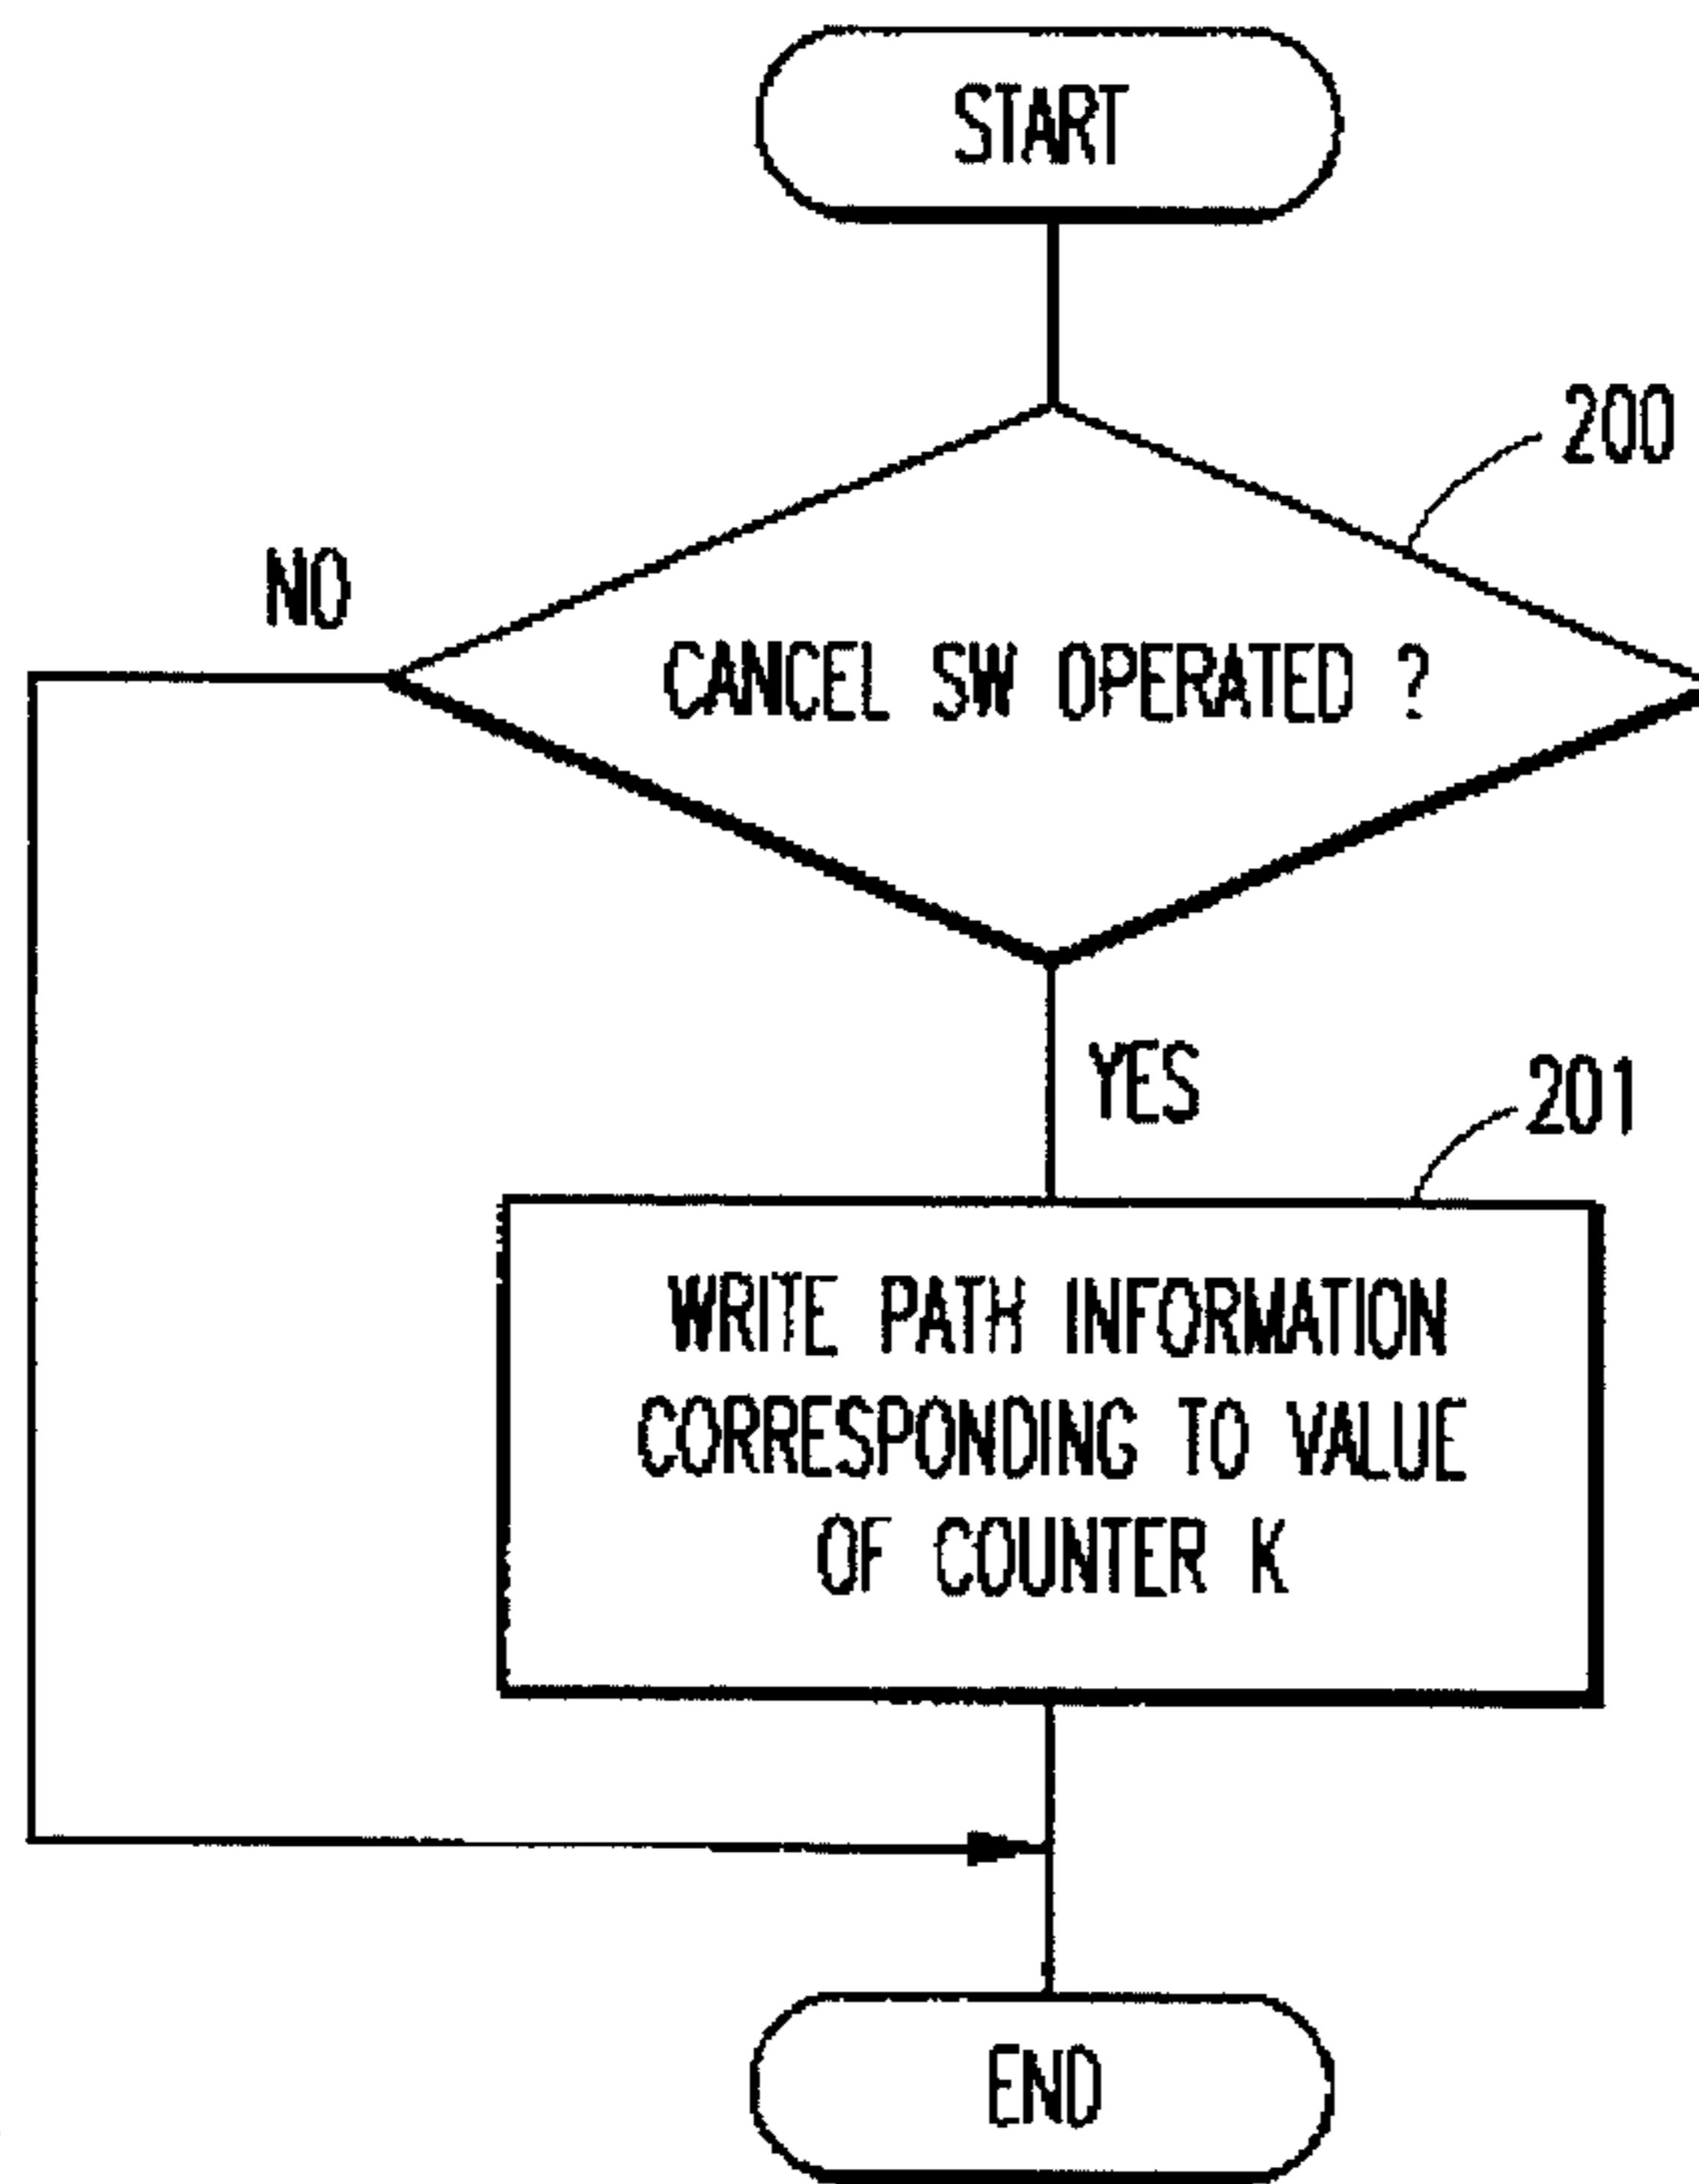 START
200
NO
CANCEL SW OPERATED ?
YES
201
WRITE PATH INFORMATION
CORRESPONDING TO VALUE
OF COUNTER K
END